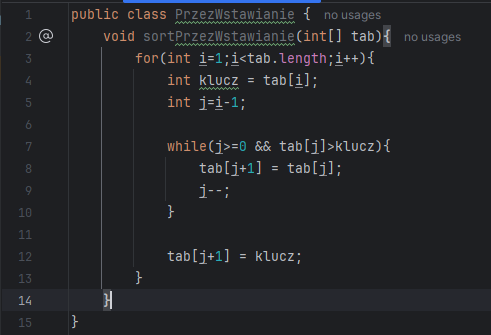 1 public class PrzezWstawianie { no usages
2 @ void sortPrzezWstawianie(int[] tab){ no usages
3 for(int i=1;i<tab.length;i++){
4 int klucz = tab[i];
5 int j=i-1;
6
7 while(j>=0 && tab[j]>klucz){
8 tab[j+1] = tab[j];
9 j--;
10 }
11
12 tab[j+1] = klucz;
13 }
14 }
15 }